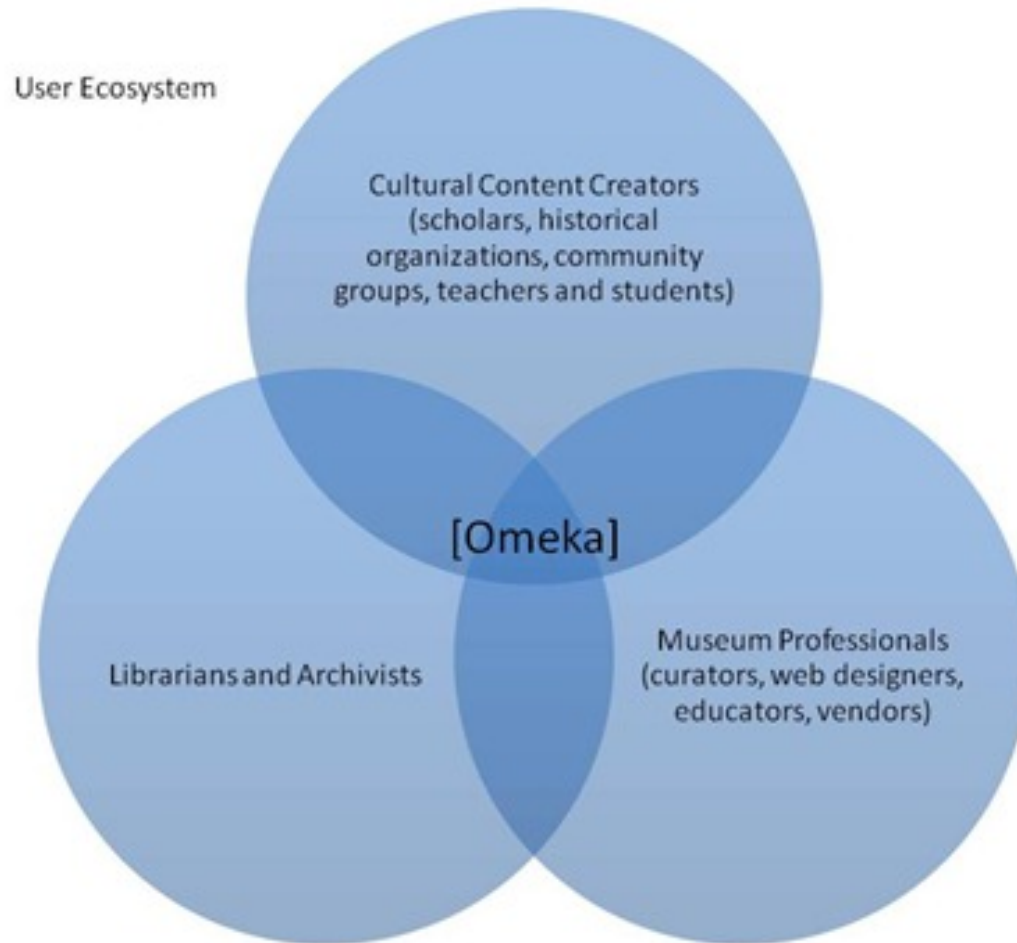 User Ecosystem
Cultural Content Creators
(scholars, historical
organizations, community
groups, teachers and students)
[Omeka]
Librarians and Archivists
Museum Professionals
(curators, web designers,
educators, vendors)